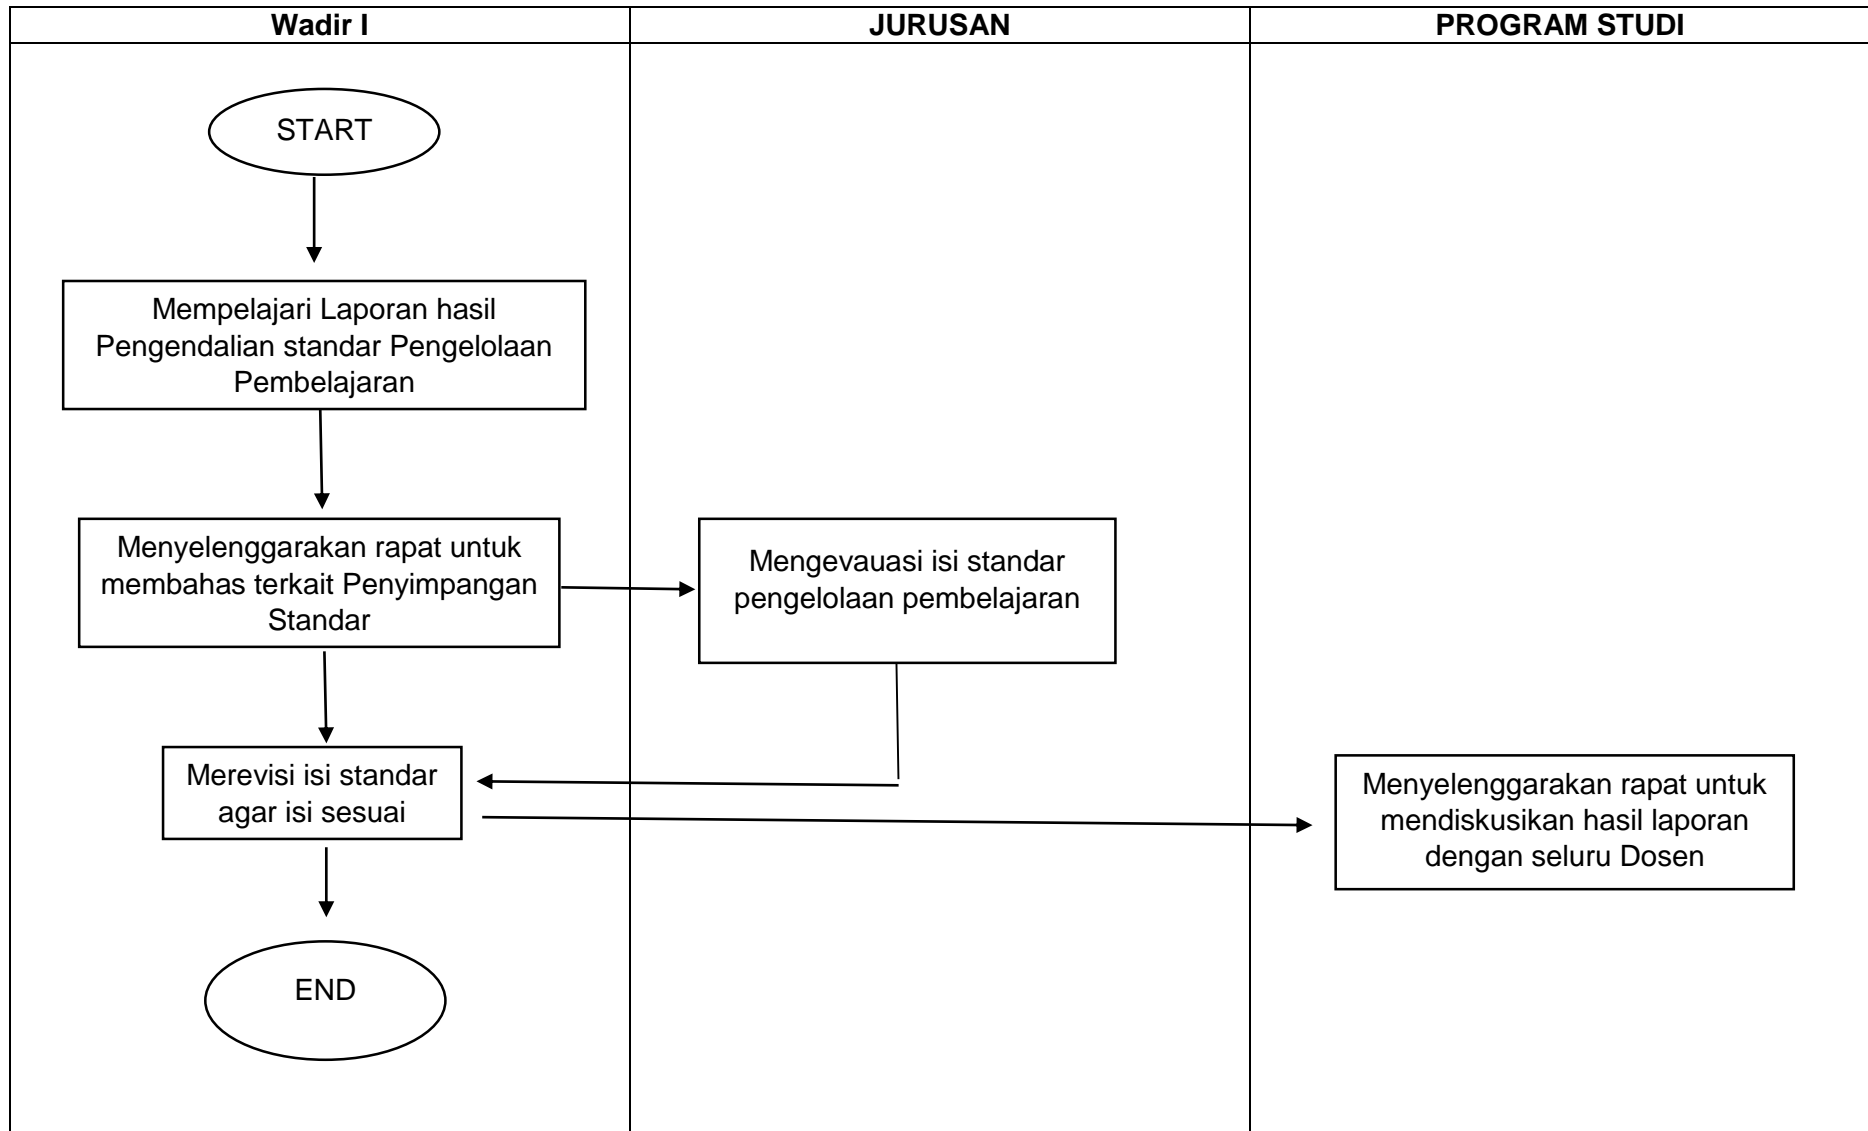 Wadir I
JURUSAN
PROGRAM STUDI
START
Mempelajari Laporan hasil
Pengendalian standar Pengelolaan
Pembelajaran
Menyelenggarakan rapat untuk
membahas terkait Penyimpangan
Standar
Mengevauasi isi standar
pengelolaan pembelajaran
Merevisi isi standar
agar isi sesuai
Menyelenggarakan rapat untuk
mendiskusikan hasil laporan
dengan seluru Dosen
END